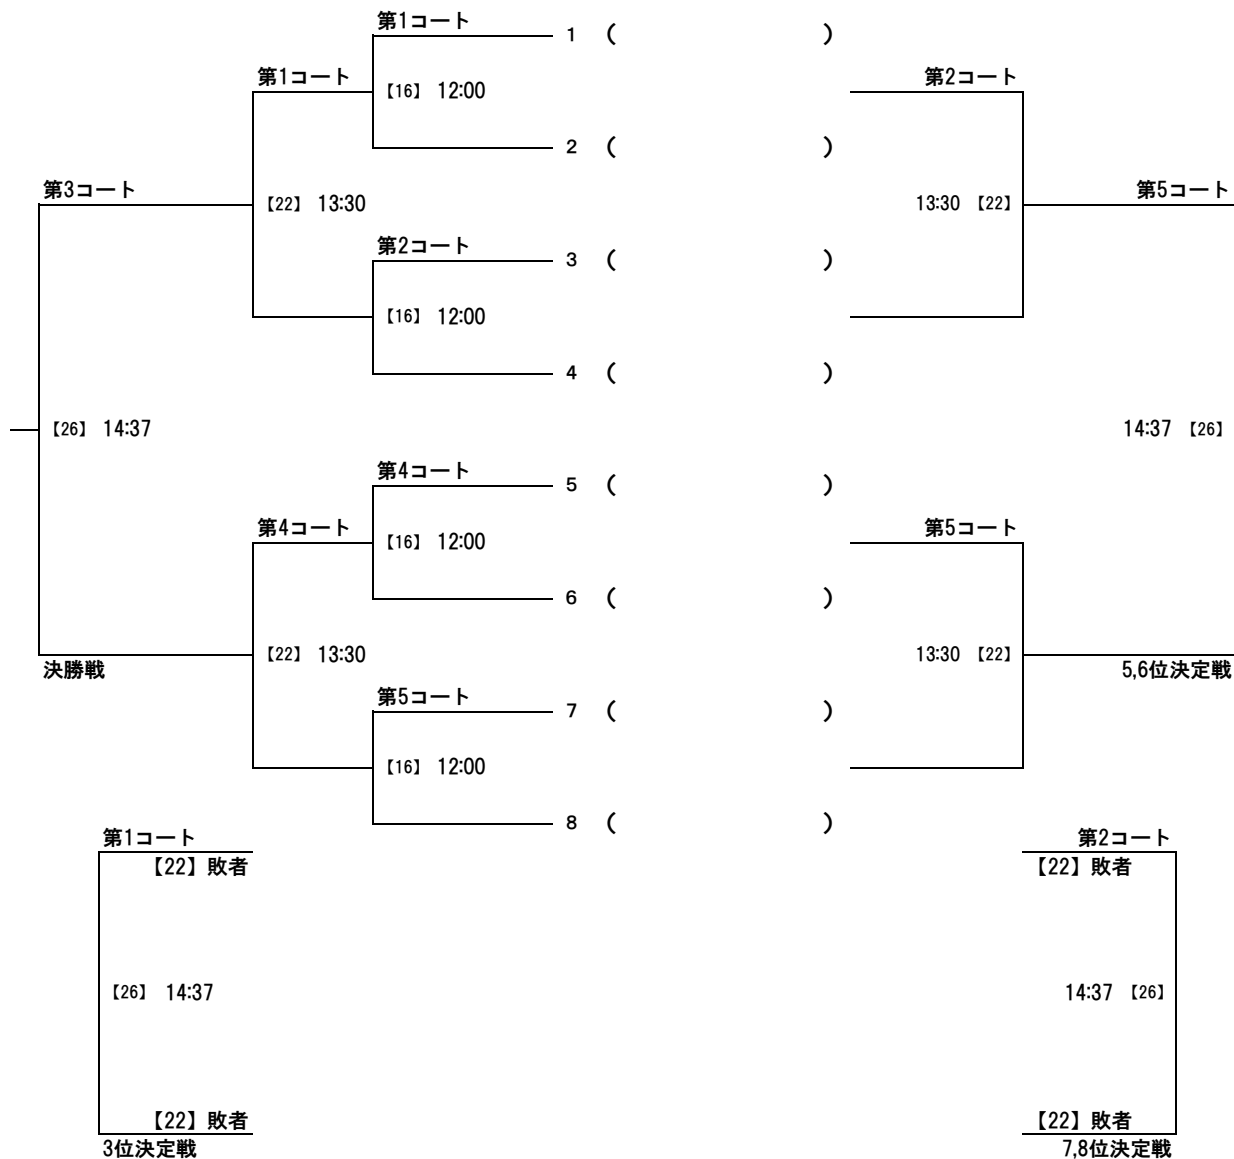 第1コート
1 ( )
第1コート
第2コート
【16】 12:00
2 ( )
第3コート
第5コート
【22】 13:30
13:30 【22】
第2コート
3 ( )
【16】 12:00
4 ( )
【26】 14:37
14:37 【26】
第4コート
5 ( )
第4コート
第5コート
【16】 12:00
6 ( )
【22】 13:30
13:30 【22】
決勝戦
5,6位決定戦
第5コート
7 ( )
【16】 12:00
8 ( )
第1コート
第2コート
【22】敗者
【22】敗者
【26】 14:37
14:37 【26】
【22】敗者
【22】敗者
3位決定戦
7,8位決定戦